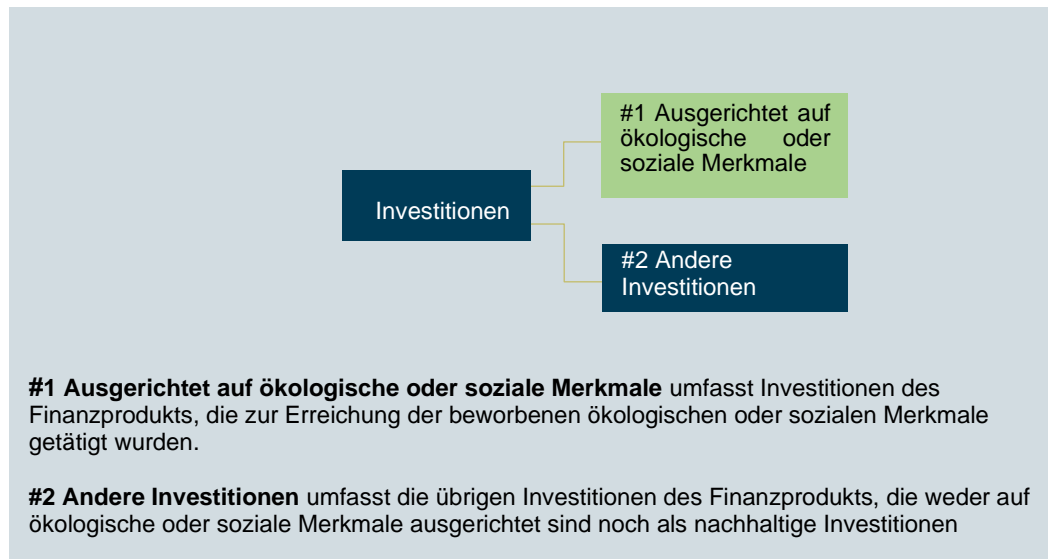 #1 Ausgerichtet auf
ökologische oder
soziale Merkmale
Investitionen
#2 Andere
Investitionen
#1 Ausgerichtet auf ökologische oder soziale Merkmale umfasst Investitionen des
Finanzprodukts, die zur Erreichung der beworbenen ökologischen oder sozialen Merkmale
getätigt wurden.
#2 Andere Investitionen umfasst die übrigen Investitionen des Finanzprodukts, die weder auf
ökologische oder soziale Merkmale ausgerichtet sind noch als nachhaltige Investitionen